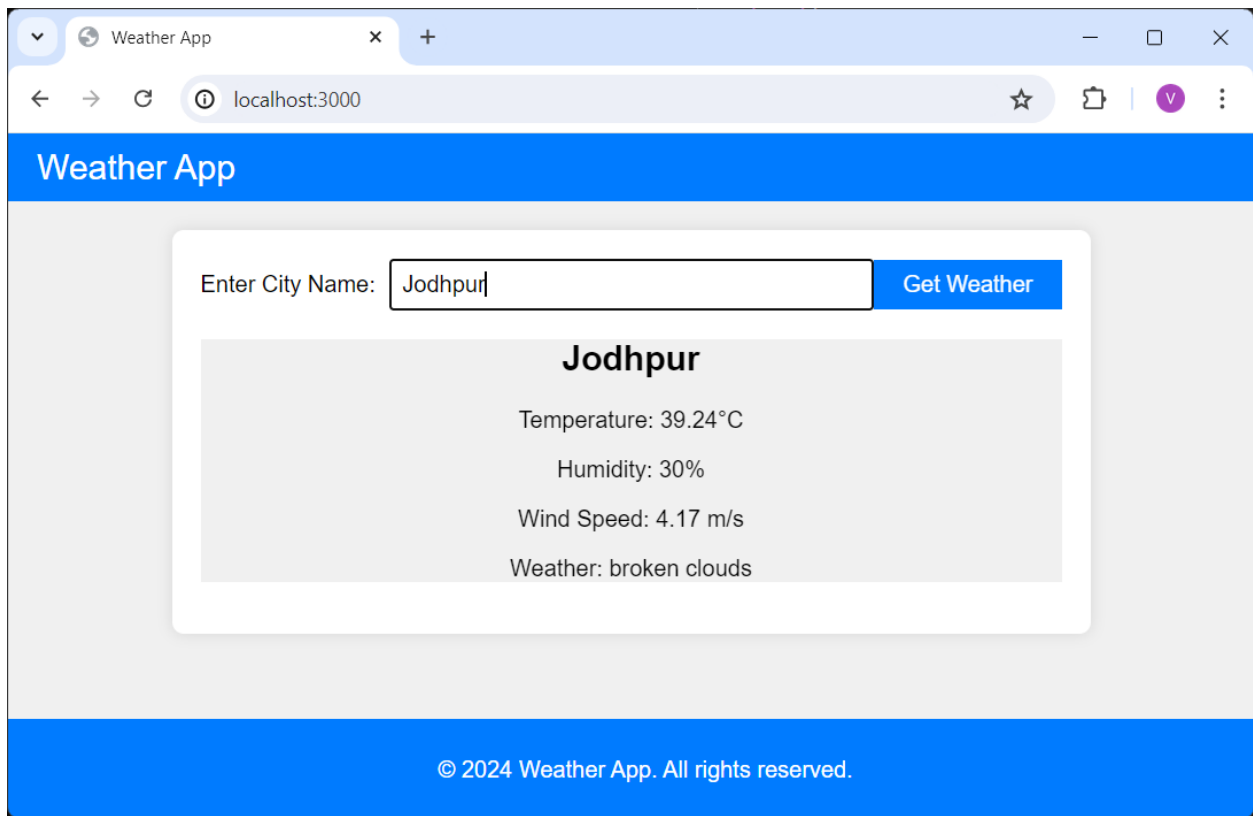 Weather App
localhost:3000
V
Weather App
Enter City Name: Jodhpur Get Weather
Jodhpur
Temperature: 39.24°C
Humidity: 30%
Wind Speed: 4.17 m/s
Weather: broken clouds
© 2024 Weather App. All rights reserved.